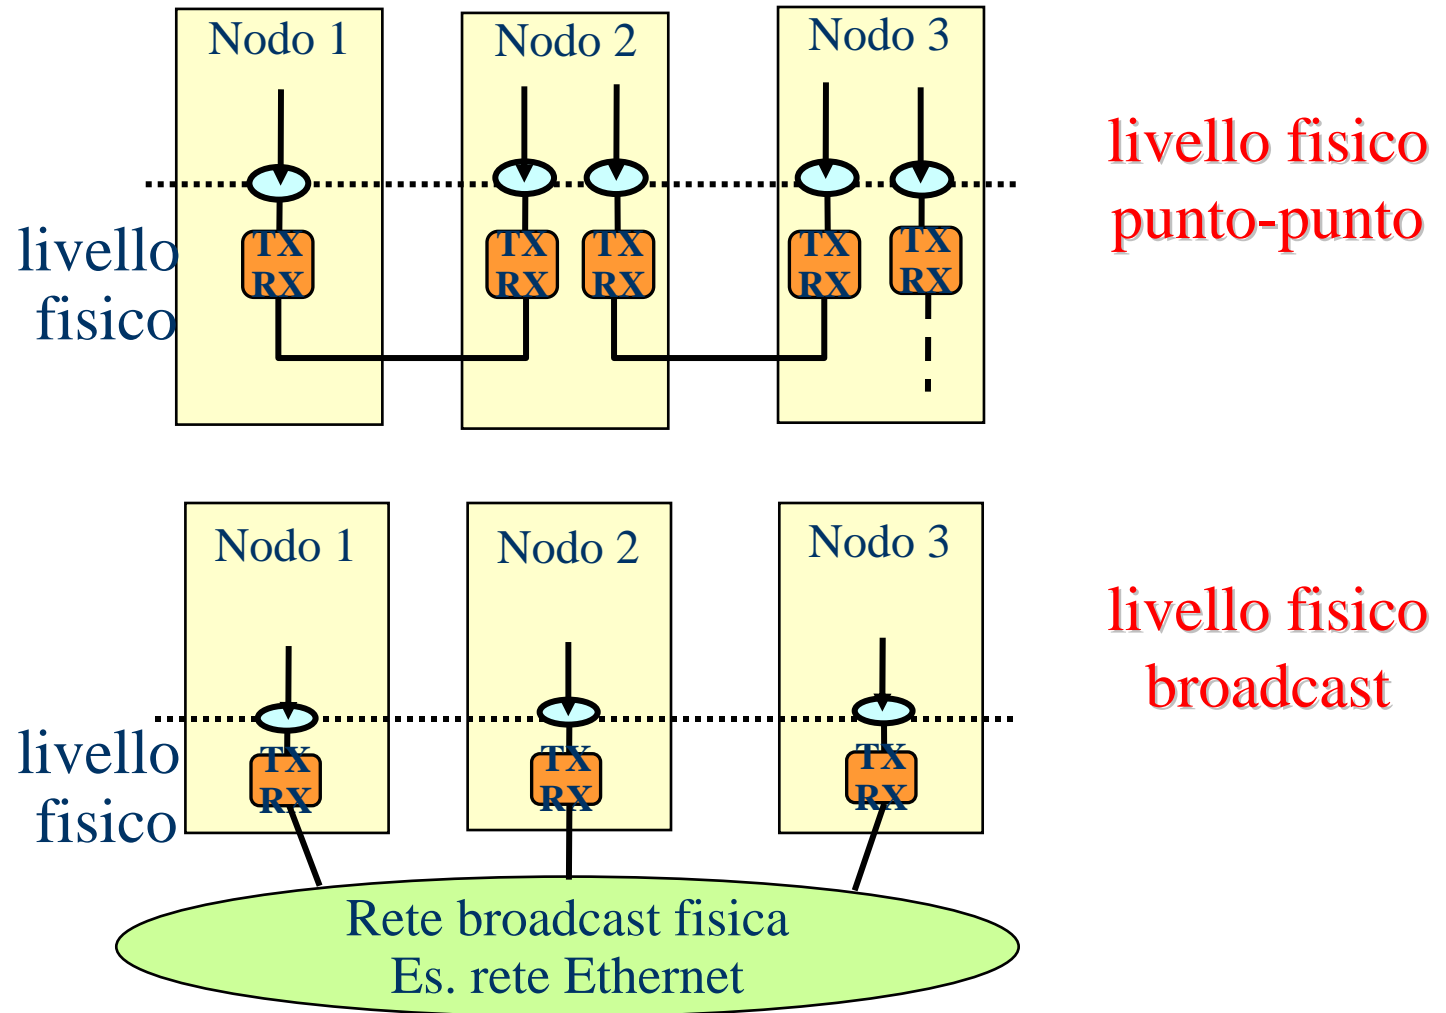 Nodo 1
Nodo 2
Nodo 3
livello fisico
punto-punto
livello
fisico
TX
RX
TX
RX
TX
RX
TX
RX
TX
RX
Nodo 1
Nodo 2
Nodo 3
livello fisico
broadcast
livello
fisico
TX
RX
TX
RX
TX
RX
Rete broadcast fisica
Es. rete Ethernet